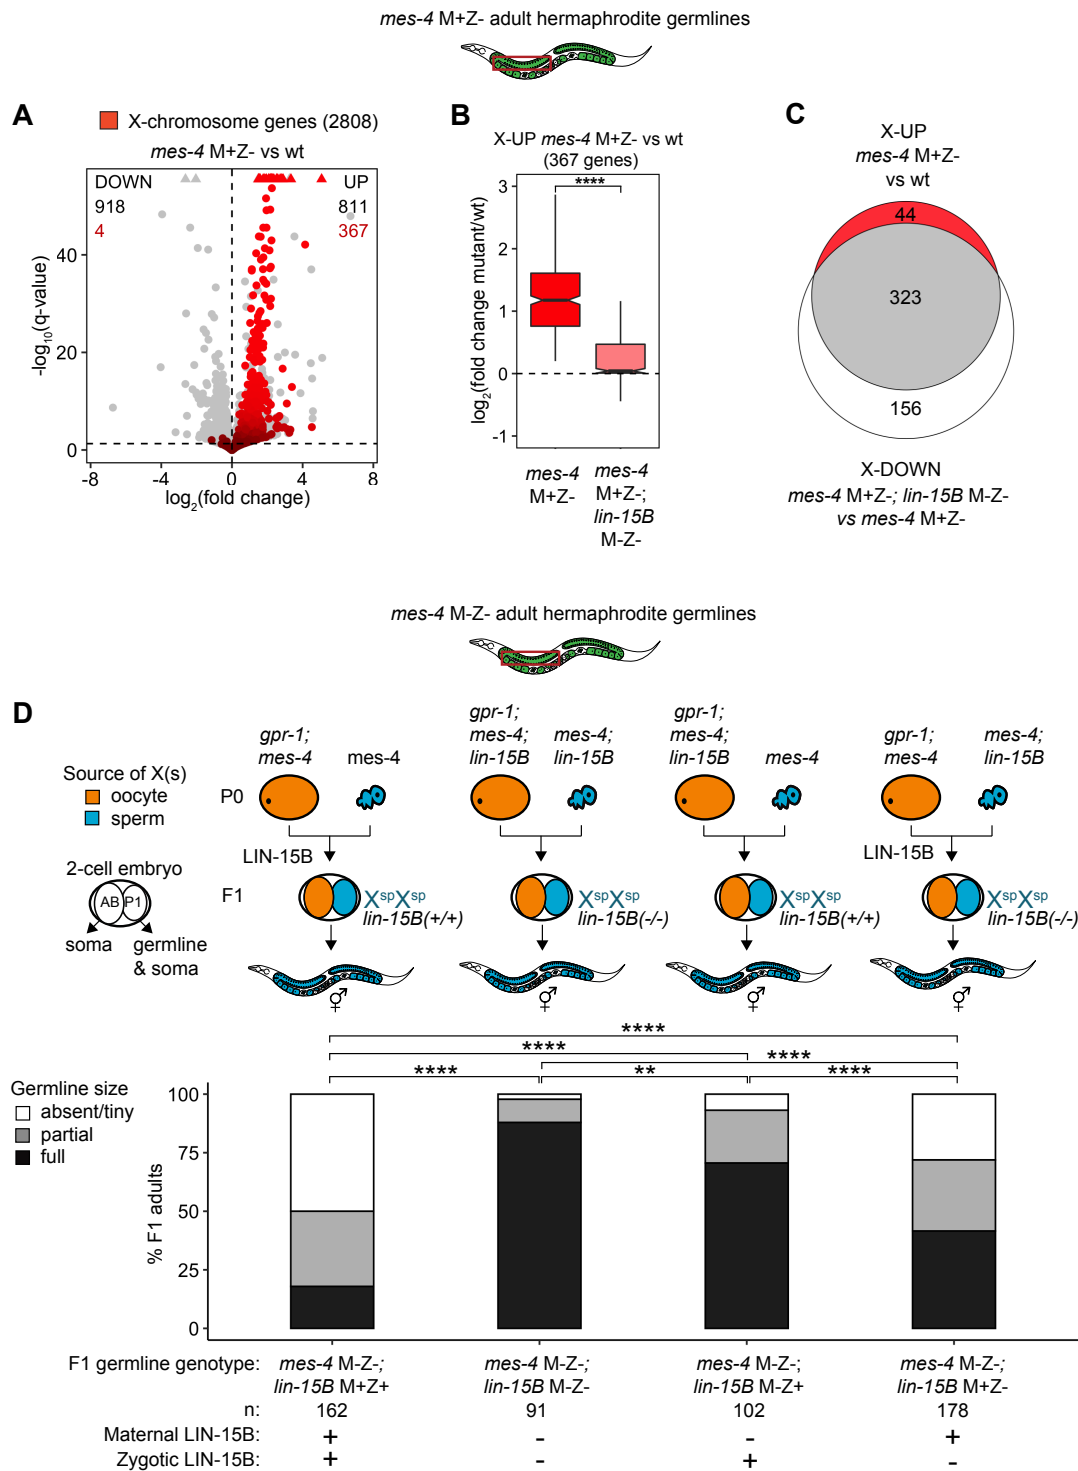 mes-4 M+Z- adult hermaphrodite germlines
A
X-chromosome genes (2808)
mes-4 M+Z- vs wt
DOWN
918
4
UP
811
367
-log10(q-value)
40
20
0
-8
-4
0
4
8
log2(fold change)
B
X-UP mes-4 M+Z- vs wt
(367 genes)
****
log2(fold change mutant/wt)
3
2
1
0
-1
mes-4
M+Z-
mes-4
M+Z-;
lin-15B
M-Z-
C
X-UP
mes-4 M+Z-
vs wt
44
323
156
X-DOWN
mes-4 M+Z-; lin-15B M-Z-
vs mes-4 M+Z-
mes-4 M-Z- adult hermaphrodite germlines
D
Source of X(s)
oocyte
sperm
2-cell embryo
AB
P1
soma
germline
& soma
P0
F1
gpr-1;
mes-4
mes-4
LIN-15B
XspXsp
lin-15B(+/+)
⚥
gpr-1;
mes-4;
lin-15B
mes-4;
lin-15B
XspXsp
lin-15B(-/-)
⚥
gpr-1;
mes-4;
lin-15B
mes-4
XspXsp
lin-15B(+/+)
⚥
gpr-1;
mes-4
mes-4;
lin-15B
LIN-15B
XspXsp
lin-15B(-/-)
⚥
****
****
****
****
**
****
Germline size
absent/tiny
partial
full
% F1 adults
100
75
50
25
0
F1 germline genotype:
mes-4 M-Z-;
lin-15B M+Z+
mes-4 M-Z-;
lin-15B M-Z-
mes-4 M-Z-;
lin-15B M-Z+
mes-4 M-Z-;
lin-15B M+Z-
n: 162 91 102 178
Maternal LIN-15B: + - - +
Zygotic LIN-15B: + - + -